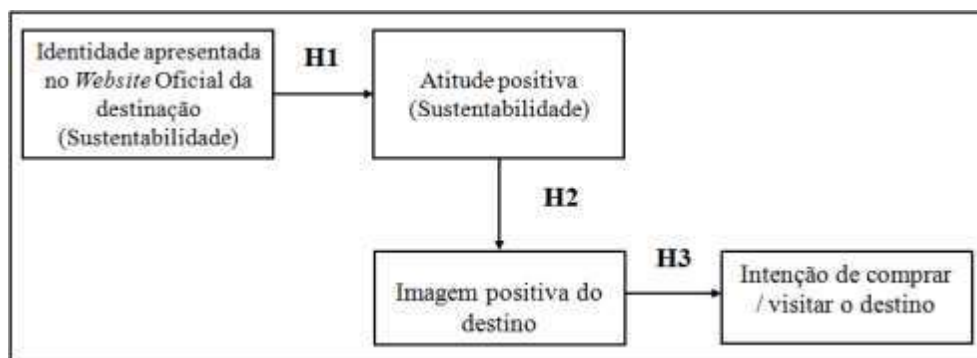 Identidade apresentada
no Website Oficial da
destinação
(Sustentabilidade)
H1
Atitude positiva
(Sustentabilidade)
H2
Imagem positiva do
destino
H3
Intenção de comprar
/ visitar o destino